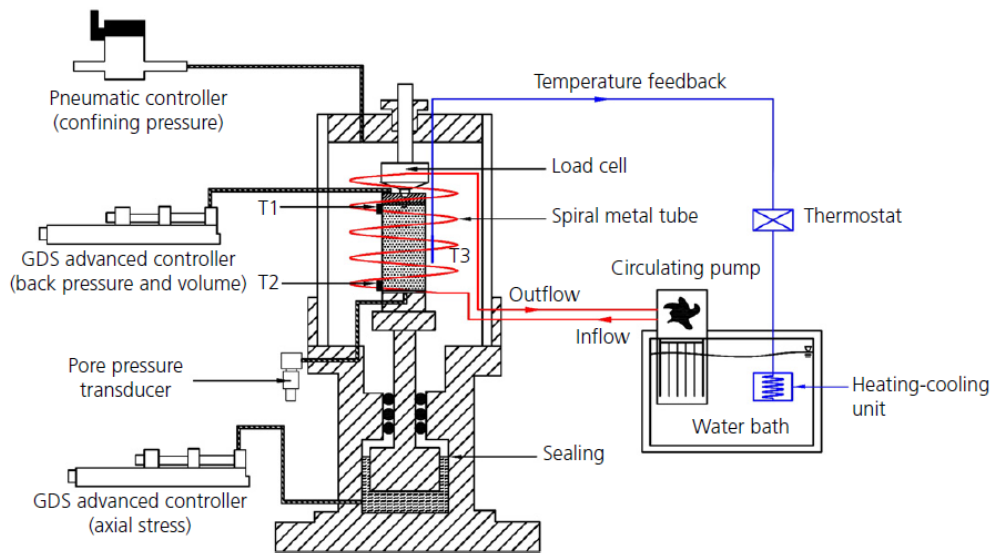 Pneumatic controller
(confining pressure)
Temperature feedback
Load cell
T1
Spiral metal tube
Thermostat
GDS advanced controller
(back pressure and volume)
T2
T3
Circulating pump
Outflow
Inflow
Pore pressure
transducer
Heating-cooling
unit
Water bath
Sealing
GDS advanced controller
(axial stress)